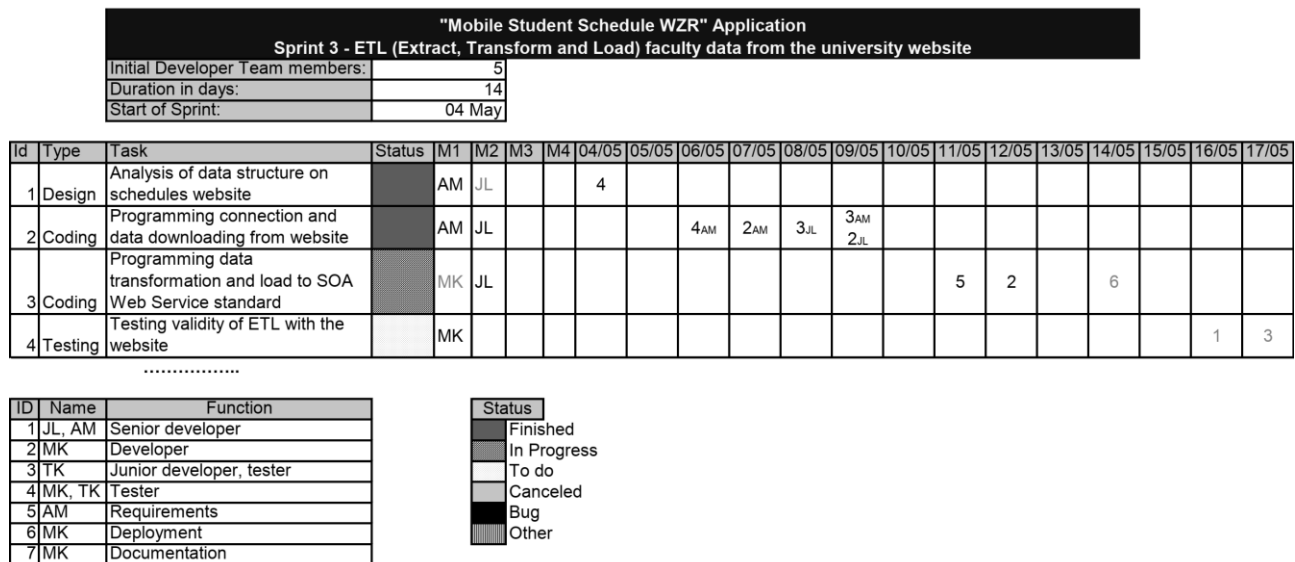 "Mobile Student Schedule WZR" Application
Sprint 3 - ETL (Extract, Transform and Load) faculty data from the university website
Initial Developer Team members: 5
Duration in days: 14
Start of Sprint: 04 May
Id Type Task Status M1 M2 M3 M4 04/05 05/05 06/05 07/05 08/05 09/05 10/05 11/05 12/05 13/05 14/05 15/05 16/05 17/05
Analysis of data structure on
1 Design schedules website AM JL 4
Programming connection and
2 Coding data downloading from website AM JL 4AM 2AM 3JL 3AM
2JL
Programming data
transformation and load to SOA
3 Coding Web Service standard MK JL 5 2 6
Testing validity of ETL with the
4 Testing website MK 1 3
……………..
ID Name Function
1 JL, AM Senior developer
2 MK Developer
3 TK Junior developer, tester
4 MK, TK Tester
5 AM Requirements
6 MK Deployment
7 MK Documentation
Status
Finished
In Progress
To do
Canceled
Bug
Other